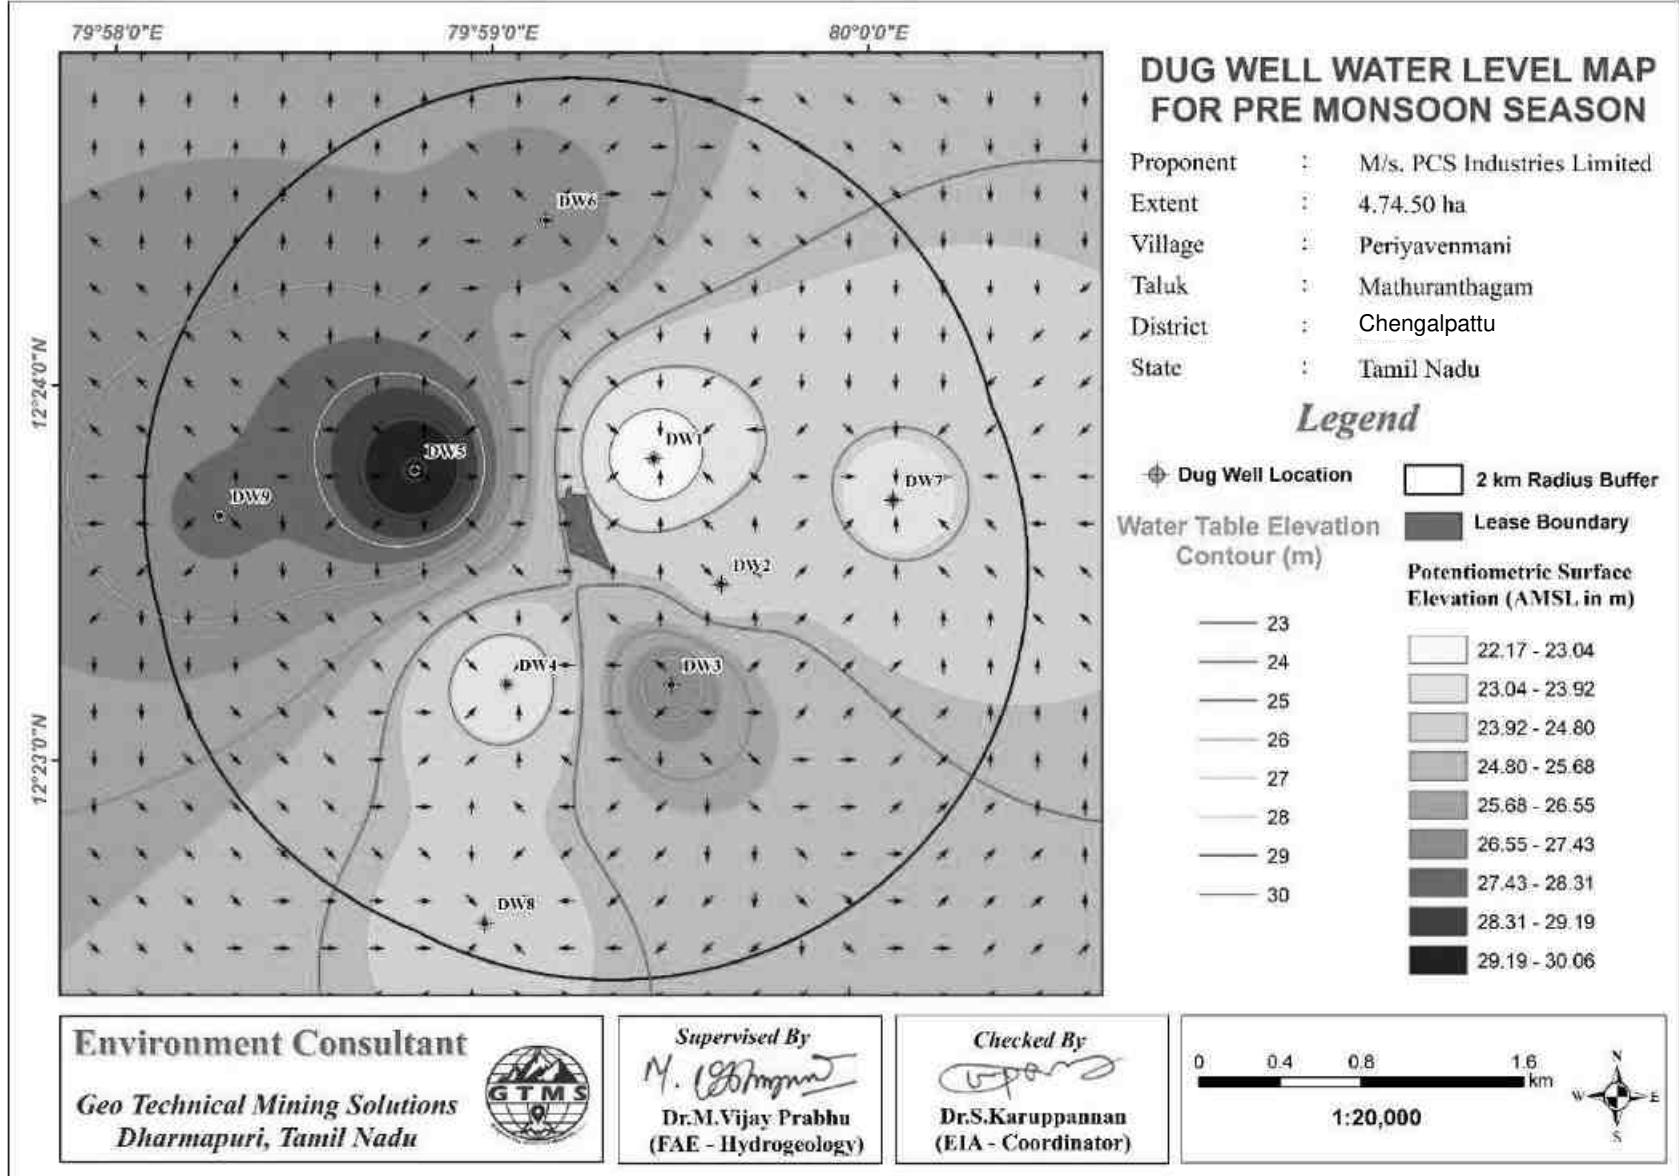 79°58'0"E
79°59'0"E
80°0'0"E
12°24'0"N
12°23'0"N
DW6
DW1
DW5
DW9
DW7
DW2
DW4
DW3
DW8
DUG WELL WATER LEVEL MAP
FOR PRE MONSOON SEASON
Proponent : M/s. PCS Industries Limited
Extent : 4.74.50 ha
Village : Periyavenmani
Taluk : Mathuranthagam
District : Chengalpattu
State : Tamil Nadu
Legend
Dug Well Location
2 km Radius Buffer
Lease Boundary
Water Table Elevation
Contour (m)
23
24
25
26
27
28
29
30
Potentiometric Surface
Elevation (AMSL in m)
22.17 - 23.04
23.04 - 23.92
23.92 - 24.80
24.80 - 25.68
25.68 - 26.55
26.55 - 27.43
27.43 - 28.31
28.31 - 29.19
29.19 - 30.06
Environment Consultant
Geo Technical Mining Solutions
Dharmapuri, Tamil Nadu
GTMS
Supervised By
Dr.M.Vijay Prabhu
(FAE - Hydrogeology)
Checked By
Dr.S.Karuppannan
(EIA - Coordinator)
0 0.4 0.8 1.6
km
1:20,000
N
W E
S